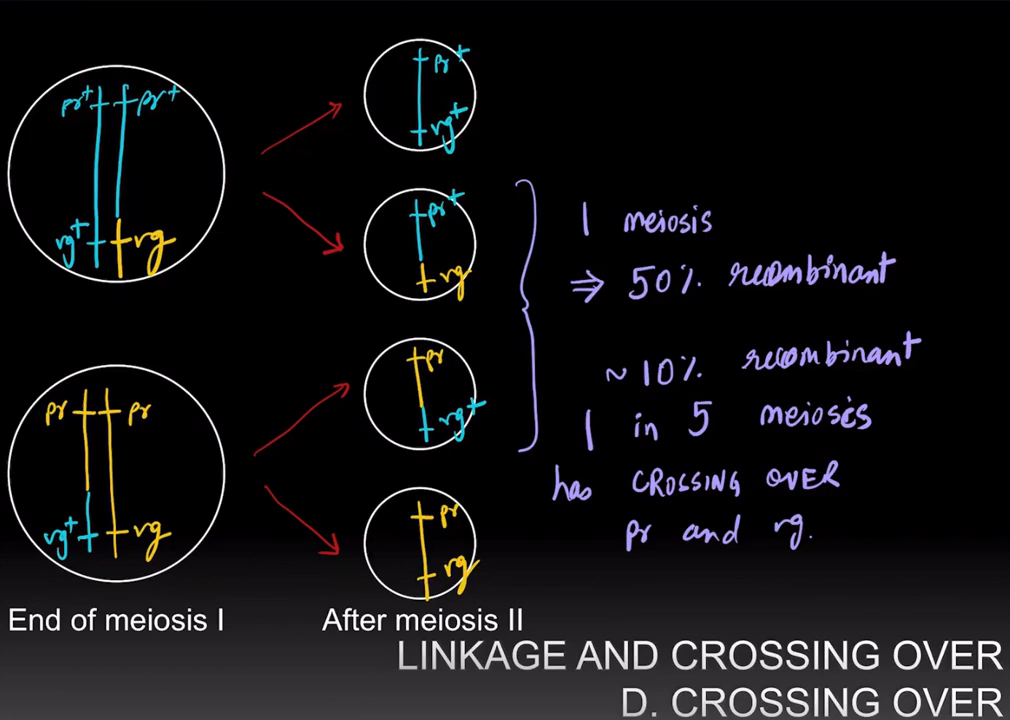 pr+ pr+
vg+ vg
pr pr
vg+ vg
End of meiosis I
pr+
vg+
pr+
vg
pr
vg+
pr
vg
After meiosis II
1 meiosis
⇒ 50% recombinant
~ 10% recombinant
1 in 5 meiosis
has CROSSING OVER
pr and vg.
LINKAGE AND CROSSING OVER
D. CROSSING OVER